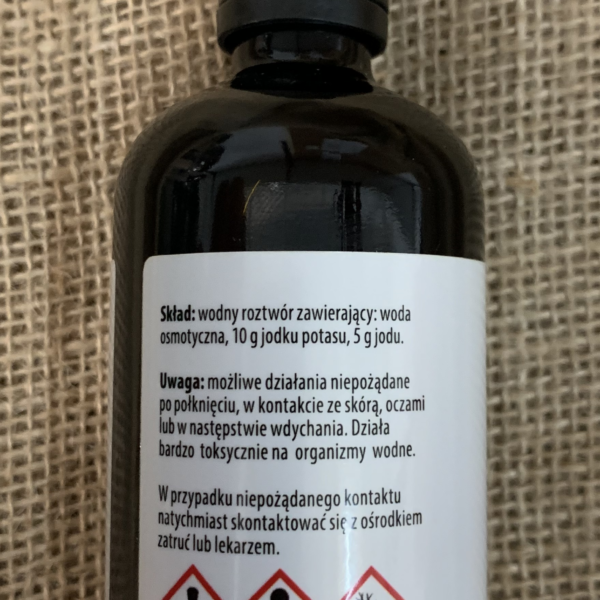 Skład: wodny roztwór zawierający: woda
osmotyczna, 10 g jodku potasu, 5 g jodu.
Uwaga: możliwe działania niepożądane
po połknięciu, w kontakcie ze skórą, oczami
lub w następstwie wdychania. Działa
bardzo toksycznie na organizmy wodne.
W przypadku niepożądanego kontaktu
natychmiast skontaktować się z ośrodkiem
zatruć lub lekarzem.